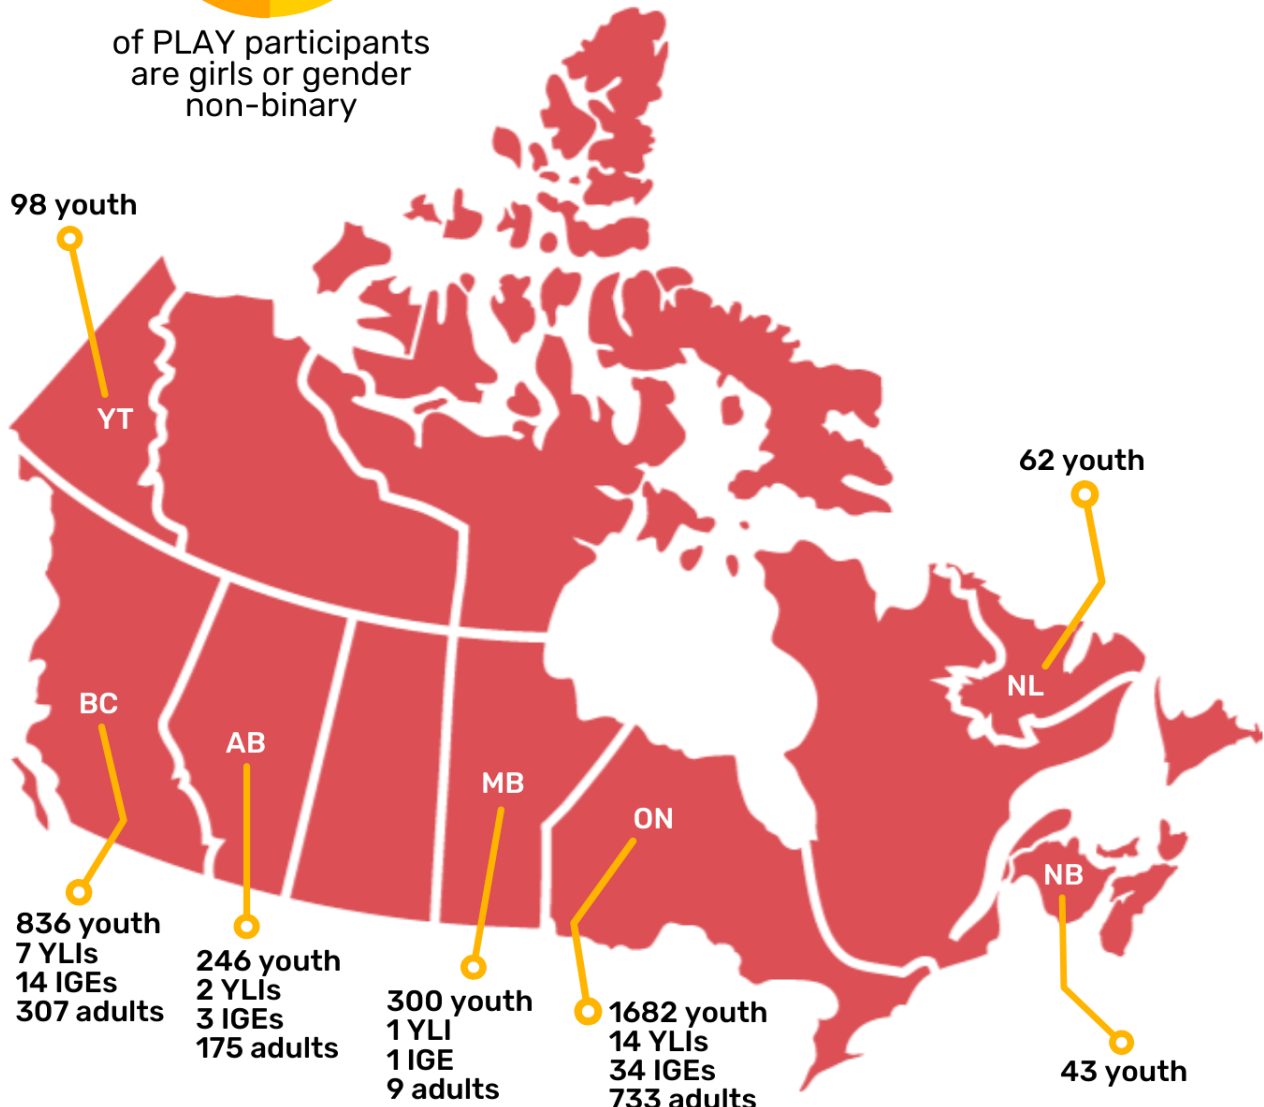 of PLAY participants
are girls or gender
non-binary
98 youth
YT
62 youth
NL
BC
AB
MB
ON
NB
836 youth
7 YLIs
14 IGEs
307 adults
246 youth
2 YLIs
3 IGEs
175 adults
300 youth
1 YLI
1 IGE
9 adults
1682 youth
14 YLIs
34 IGEs
733 adults
43 youth